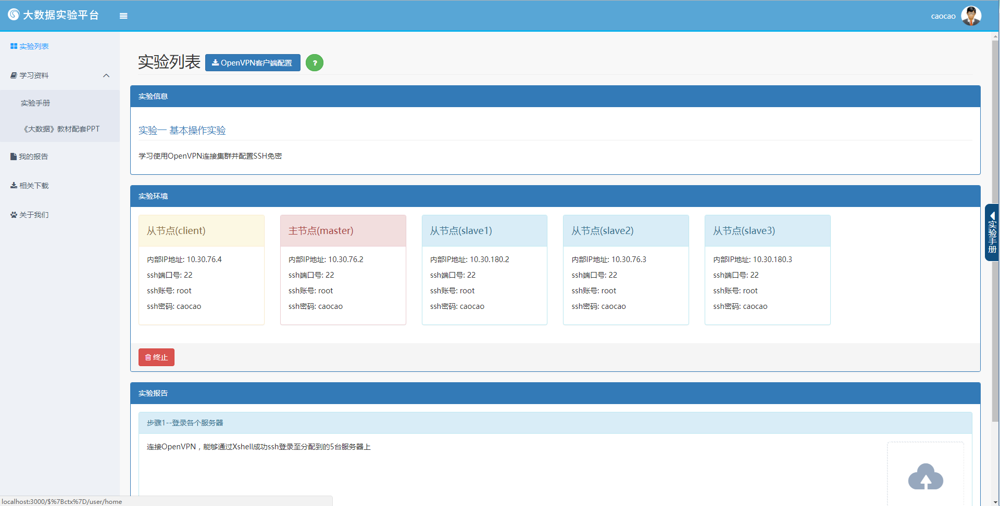 大数据实验平台
caocao
实验列表
学习资料
实验手册
《大数据》教材配套PPT
我的报告
相关下载
关于我们
实验列表
OpenVPN客户端配置
?
实验信息
实验一 基本操作实验
学习使用OpenVPN连接集群并配置SSH免密
实验环境
从节点(client)
内部IP地址: 10.30.76.4
ssh端口号: 22
ssh账号: root
ssh密码: caocao
主节点(master)
内部IP地址: 10.30.76.2
ssh端口号: 22
ssh账号: root
ssh密码: caocao
从节点(slave1)
内部IP地址: 10.30.180.2
ssh端口号: 22
ssh账号: root
ssh密码: caocao
从节点(slave2)
内部IP地址: 10.30.76.3
ssh端口号: 22
ssh账号: root
ssh密码: caocao
从节点(slave3)
内部IP地址: 10.30.180.3
ssh端口号: 22
ssh账号: root
ssh密码: caocao
终止
实验手册
实验报告
步骤1--登录各个服务器
连接OpenVPN，能够通过Xshell成功ssh登录至分配到的5台服务器上
localhost:3000/$%7Bctx%7D/user/home